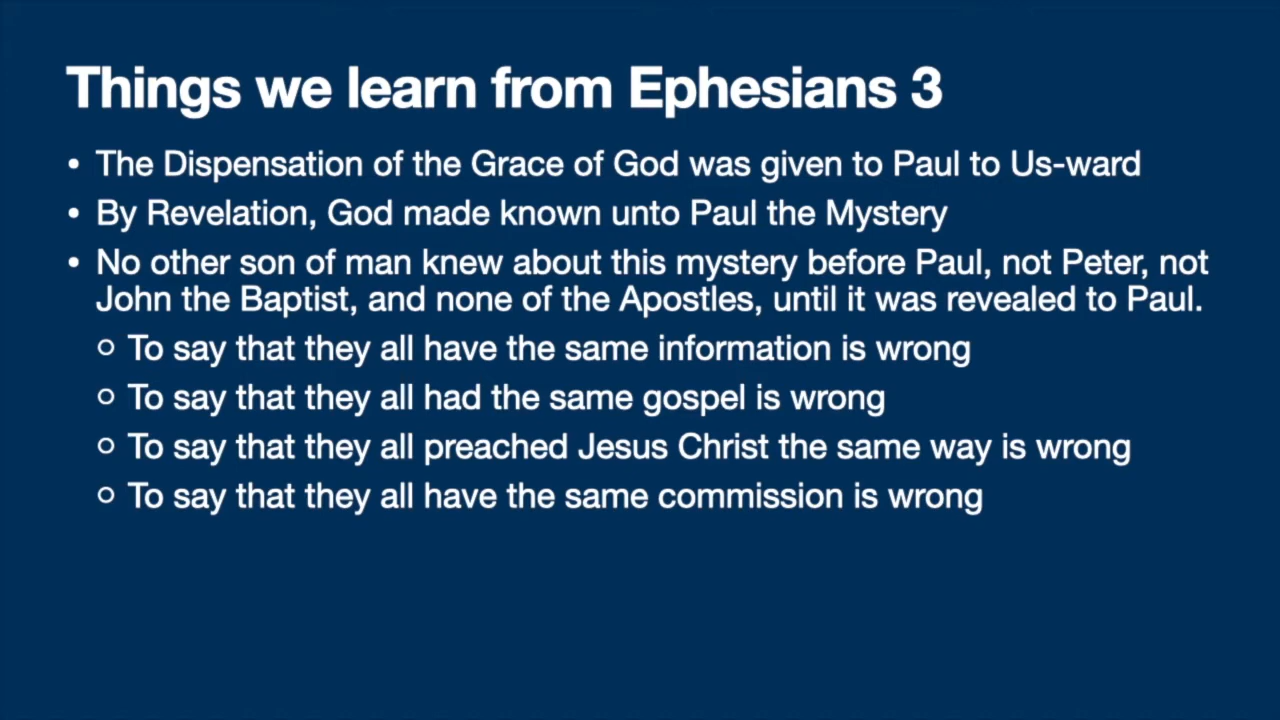 Things we learn from Ephesians 3
• The Dispensation of the Grace of God was given to Paul to Us-ward
• By Revelation, God made known unto Paul the Mystery
• No other son of man knew about this mystery before Paul, not Peter, not
John the Baptist, and none of the Apostles, until it was revealed to Paul.
○ To say that they all have the same information is wrong
○ To say that they all had the same gospel is wrong
○ To say that they all preached Jesus Christ the same way is wrong
○ To say that they all have the same commission is wrong